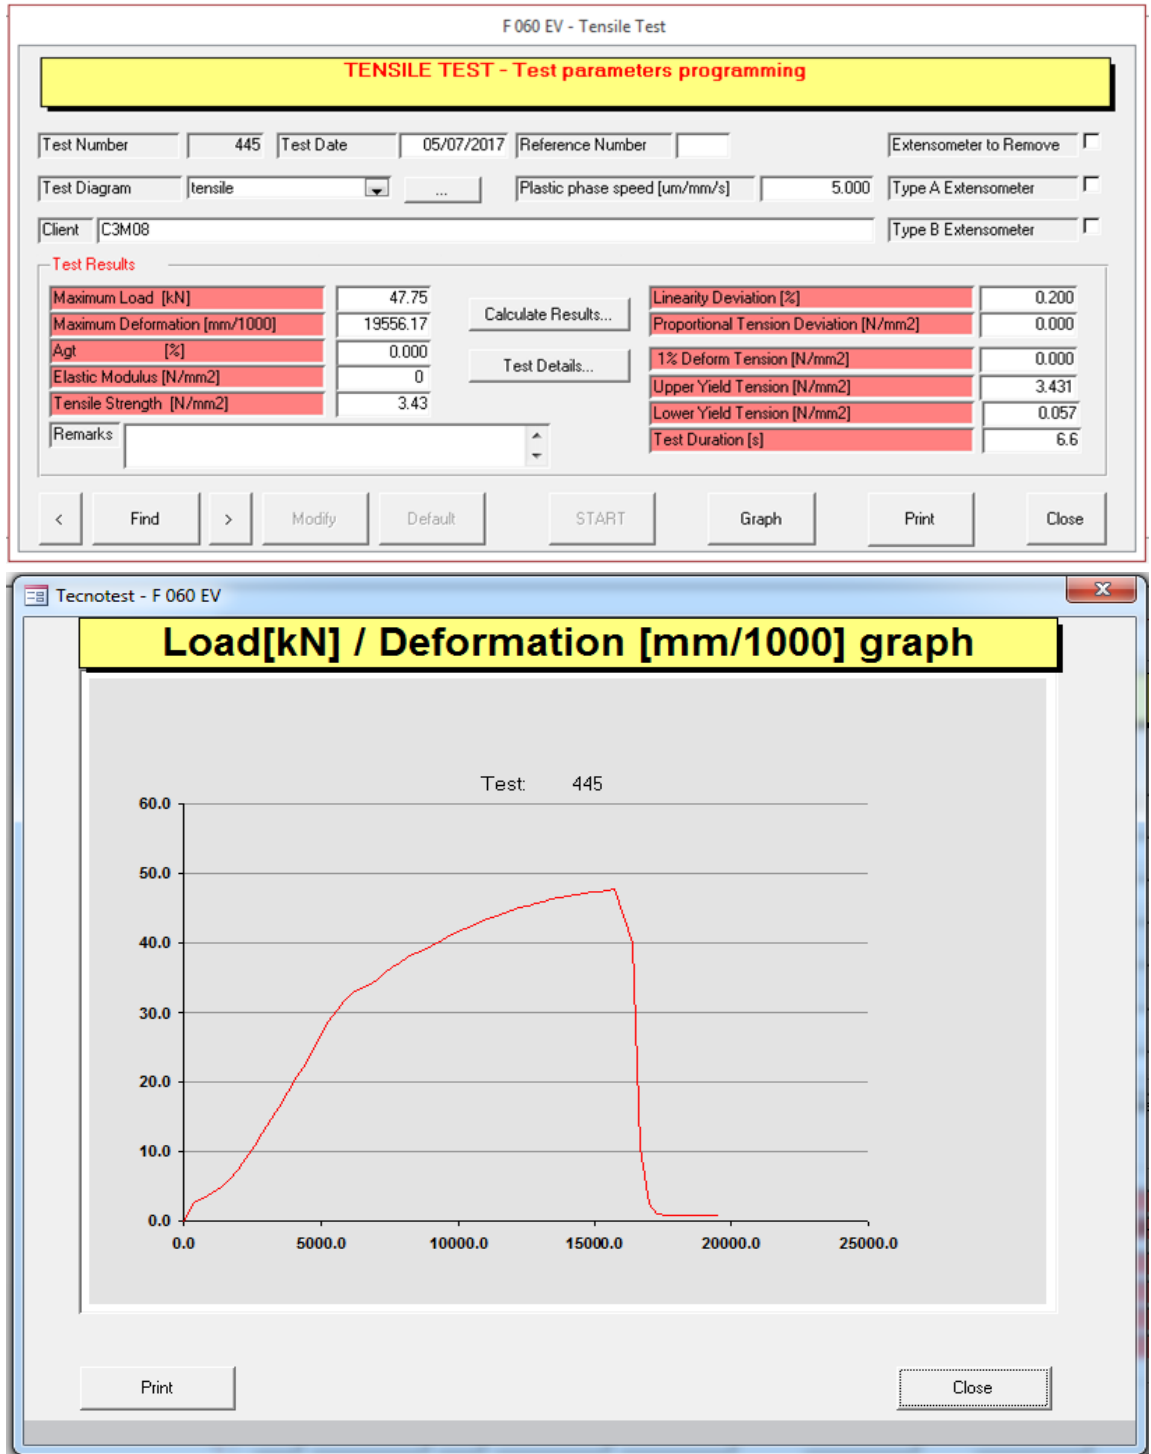 F 060 EV - Tensile Test
TENSILE TEST - Test parameters programming
Test Number 445 Test Date 05/07/2017 Reference Number Extensometer to Remove
Test Diagram tensile ... Plastic phase speed [um/mm/s] 5.000 Type A Extensometer
Client C3M08 Type B Extensometer
Test Results
Maximum Load [kN] 47.75 Calculate Results... Linearity Deviation [%] 0.200
Maximum Deformation [mm/1000] 19556.17 Proportional Tension Deviation [N/mm2] 0.000
Agt [%] 0.000 Test Details... 1% Deform Tension [N/mm2] 0.000
Elastic Modulus [N/mm2] 0 Upper Yield Tension [N/mm2] 3.431
Tensile Strength [N/mm2] 3.43 Lower Yield Tension [N/mm2] 0.057
Remarks Test Duration [s] 6.6
< Find > Modify Default START Graph Print Close
Tecnotest - F 060 EV
Load[kN] / Deformation [mm/1000] graph
Test: 445
60.0
50.0
40.0
30.0
20.0
10.0
0.0
0.0 5000.0 10000.0 15000.0 20000.0 25000.0
Print Close